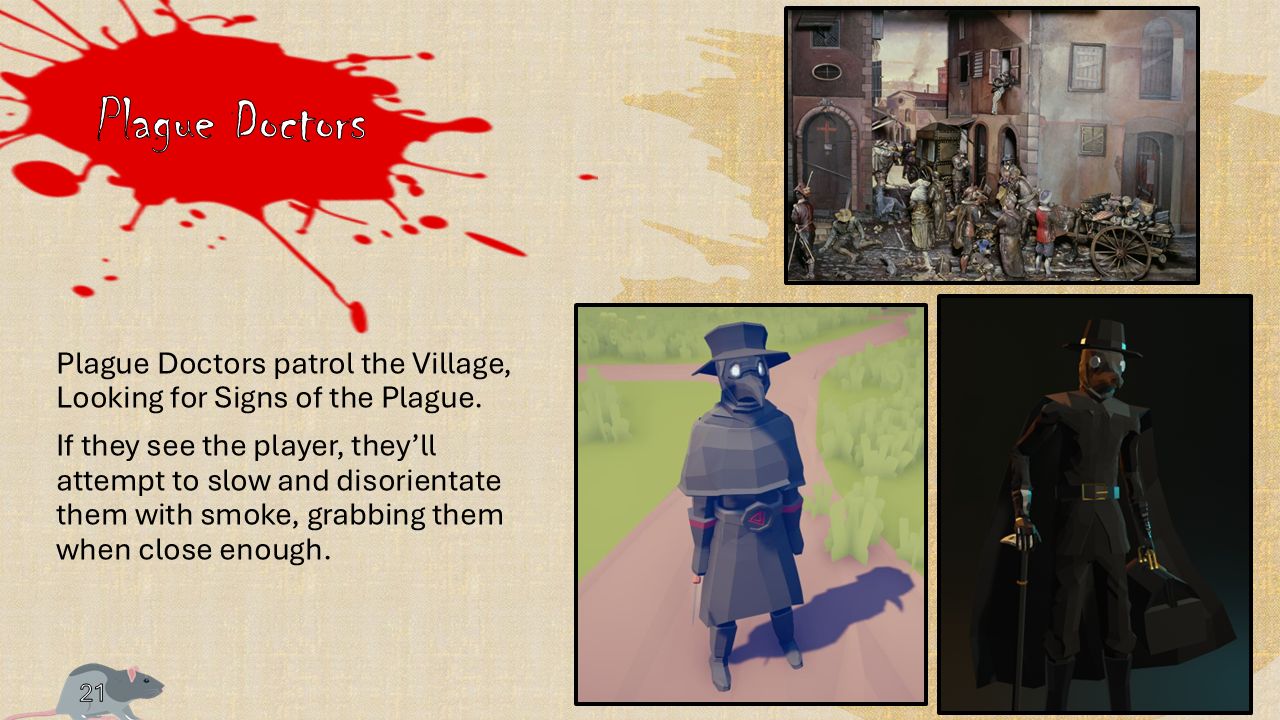 Plague Doctors
Plague Doctors patrol the Village,
Looking for Signs of the Plague.
If they see the player, they’ll
attempt to slow and disorientate
them with smoke, grabbing them
when close enough.
21